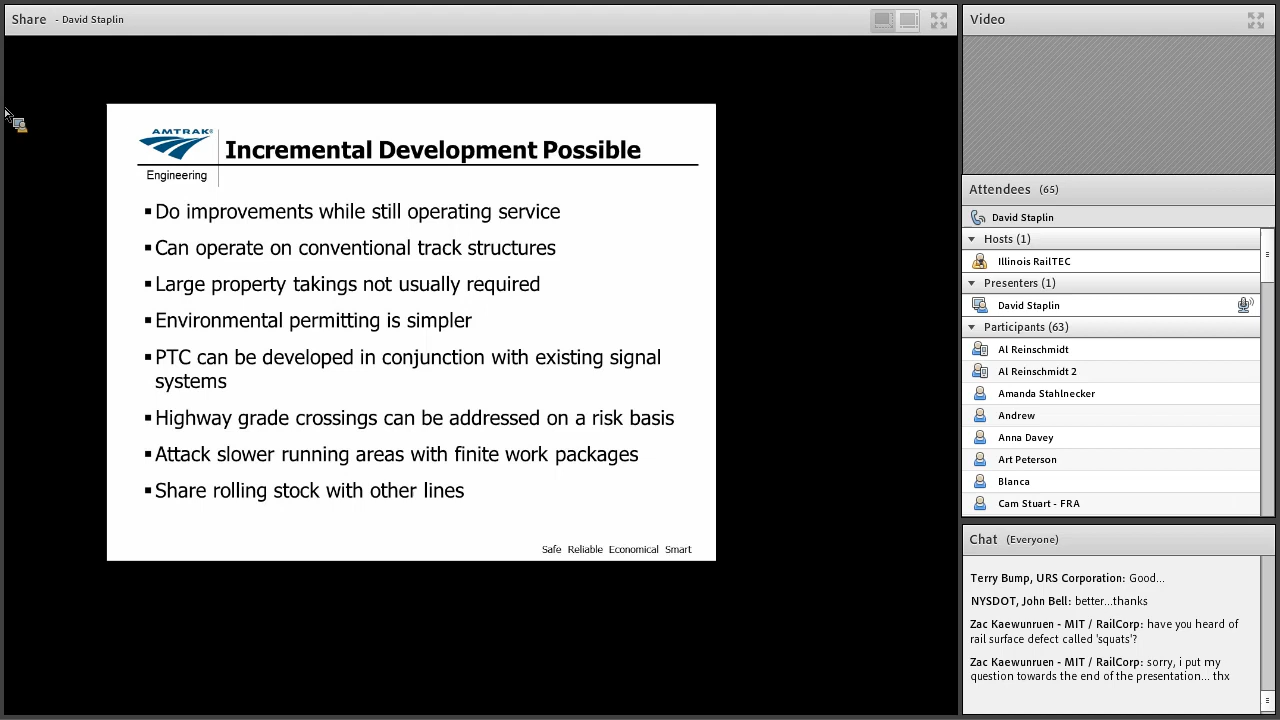 Share - David Staplin
AMTRAK®
Engineering
Incremental Development Possible
▪Do improvements while still operating service
▪Can operate on conventional track structures
▪Large property takings not usually required
▪Environmental permitting is simpler
▪PTC can be developed in conjunction with existing signal
systems
▪Highway grade crossings can be addressed on a risk basis
▪Attack slower running areas with finite work packages
▪Share rolling stock with other lines
Safe Reliable Economical Smart
Video
Attendees (65)
David Staplin
Hosts (1)
Illinois RailTEC
Presenters (1)
David Staplin
Participants (63)
Al Reinschmidt
Al Reinschmidt 2
Amanda Stahlnecker
Andrew
Anna Davey
Art Peterson
Blanca
Cam Stuart - FRA
Chat (Everyone)
Terry Bump, URS Corporation: Good...
NYSDOT, John Bell: better...thanks
Zac Kaewunruen - MIT / RailCorp: have you heard of
rail surface defect called 'squats'?
Zac Kaewunruen - MIT / RailCorp: sorry, i put my
question towards the end of the presentation... thx